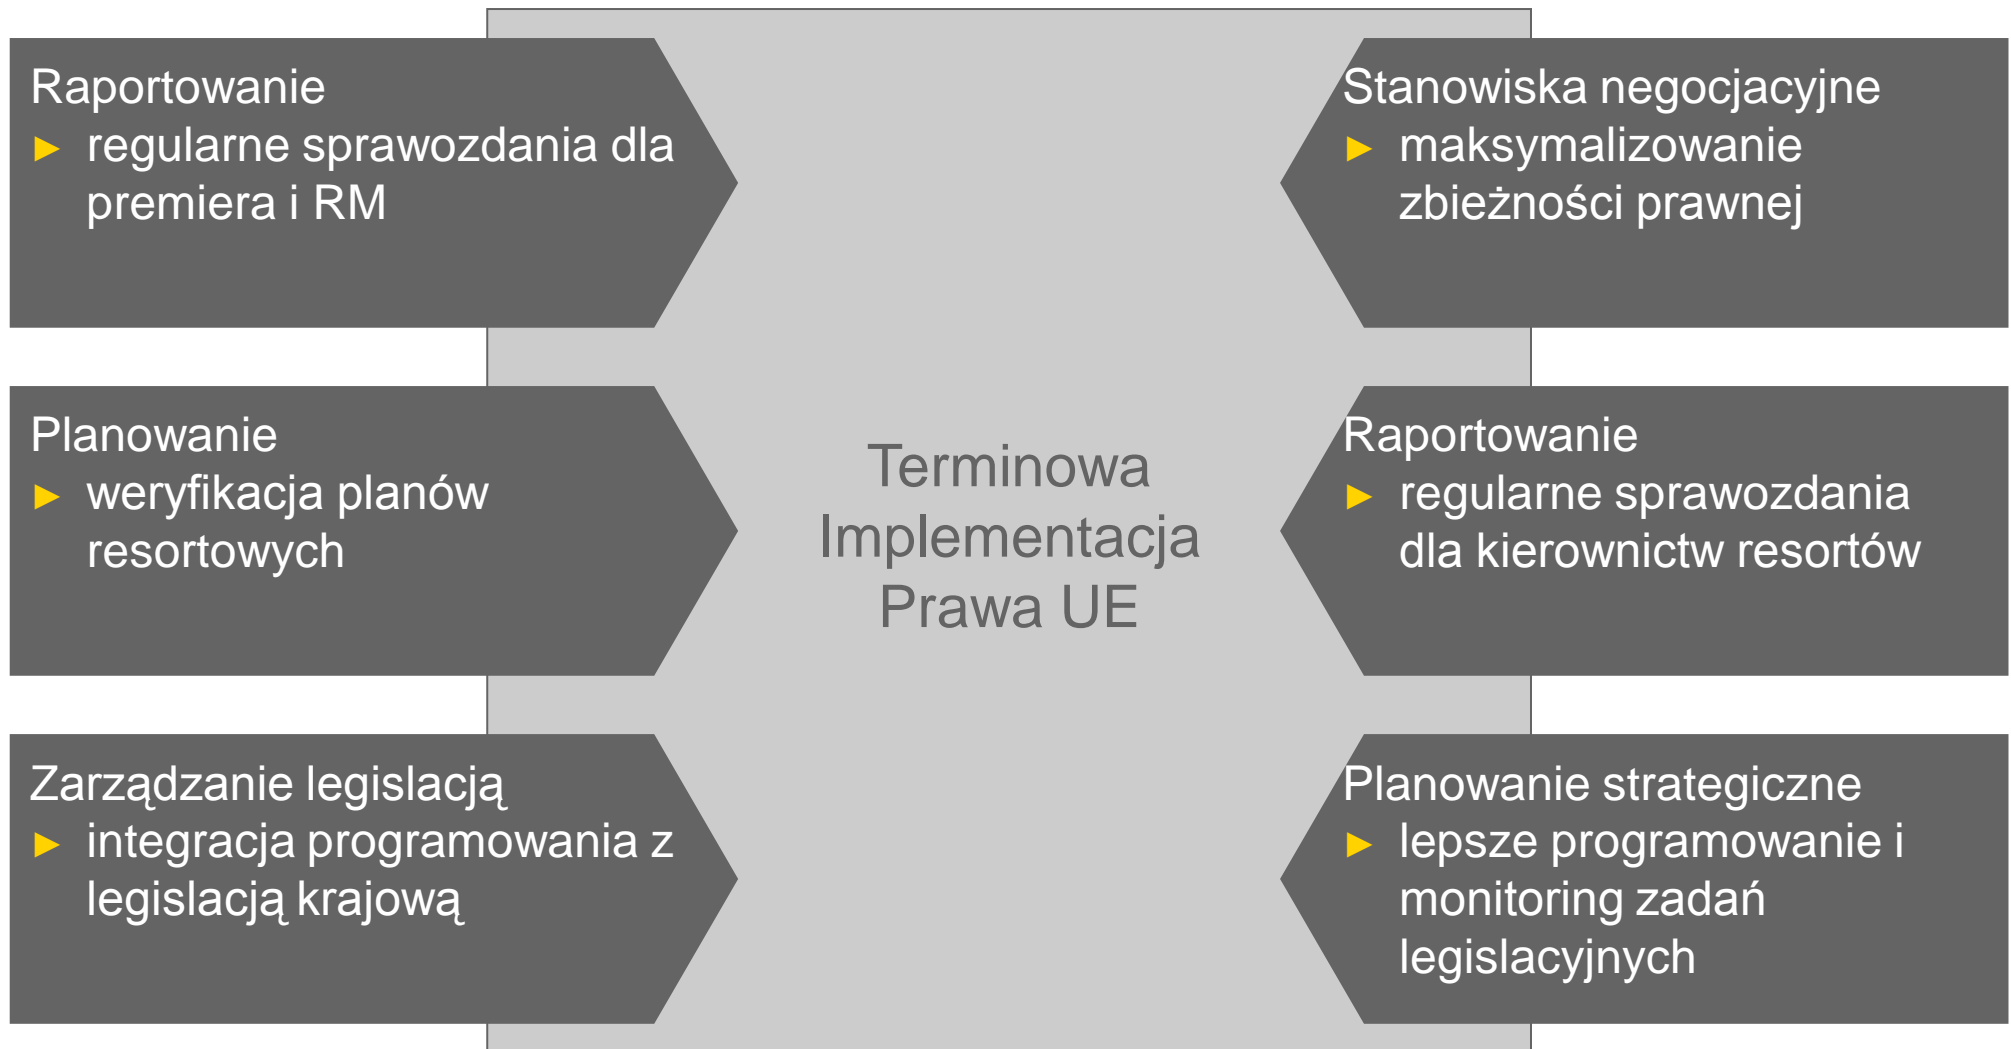 Raportowanie
► regularne sprawozdania dla
premiera i RM
Planowanie
► weryfikacja planów
resortowych
Zarządzanie legislacją
► integracja programowania z
legislacją krajową
Terminowa
Implementacja
Prawa UE
Stanowiska negocjacyjne
► maksymalizowanie
zbieżności prawnej
Raportowanie
► regularne sprawozdania
dla kierownictw resortów
Planowanie strategiczne
► lepsze programowanie i
monitoring zadań
legislacyjnych